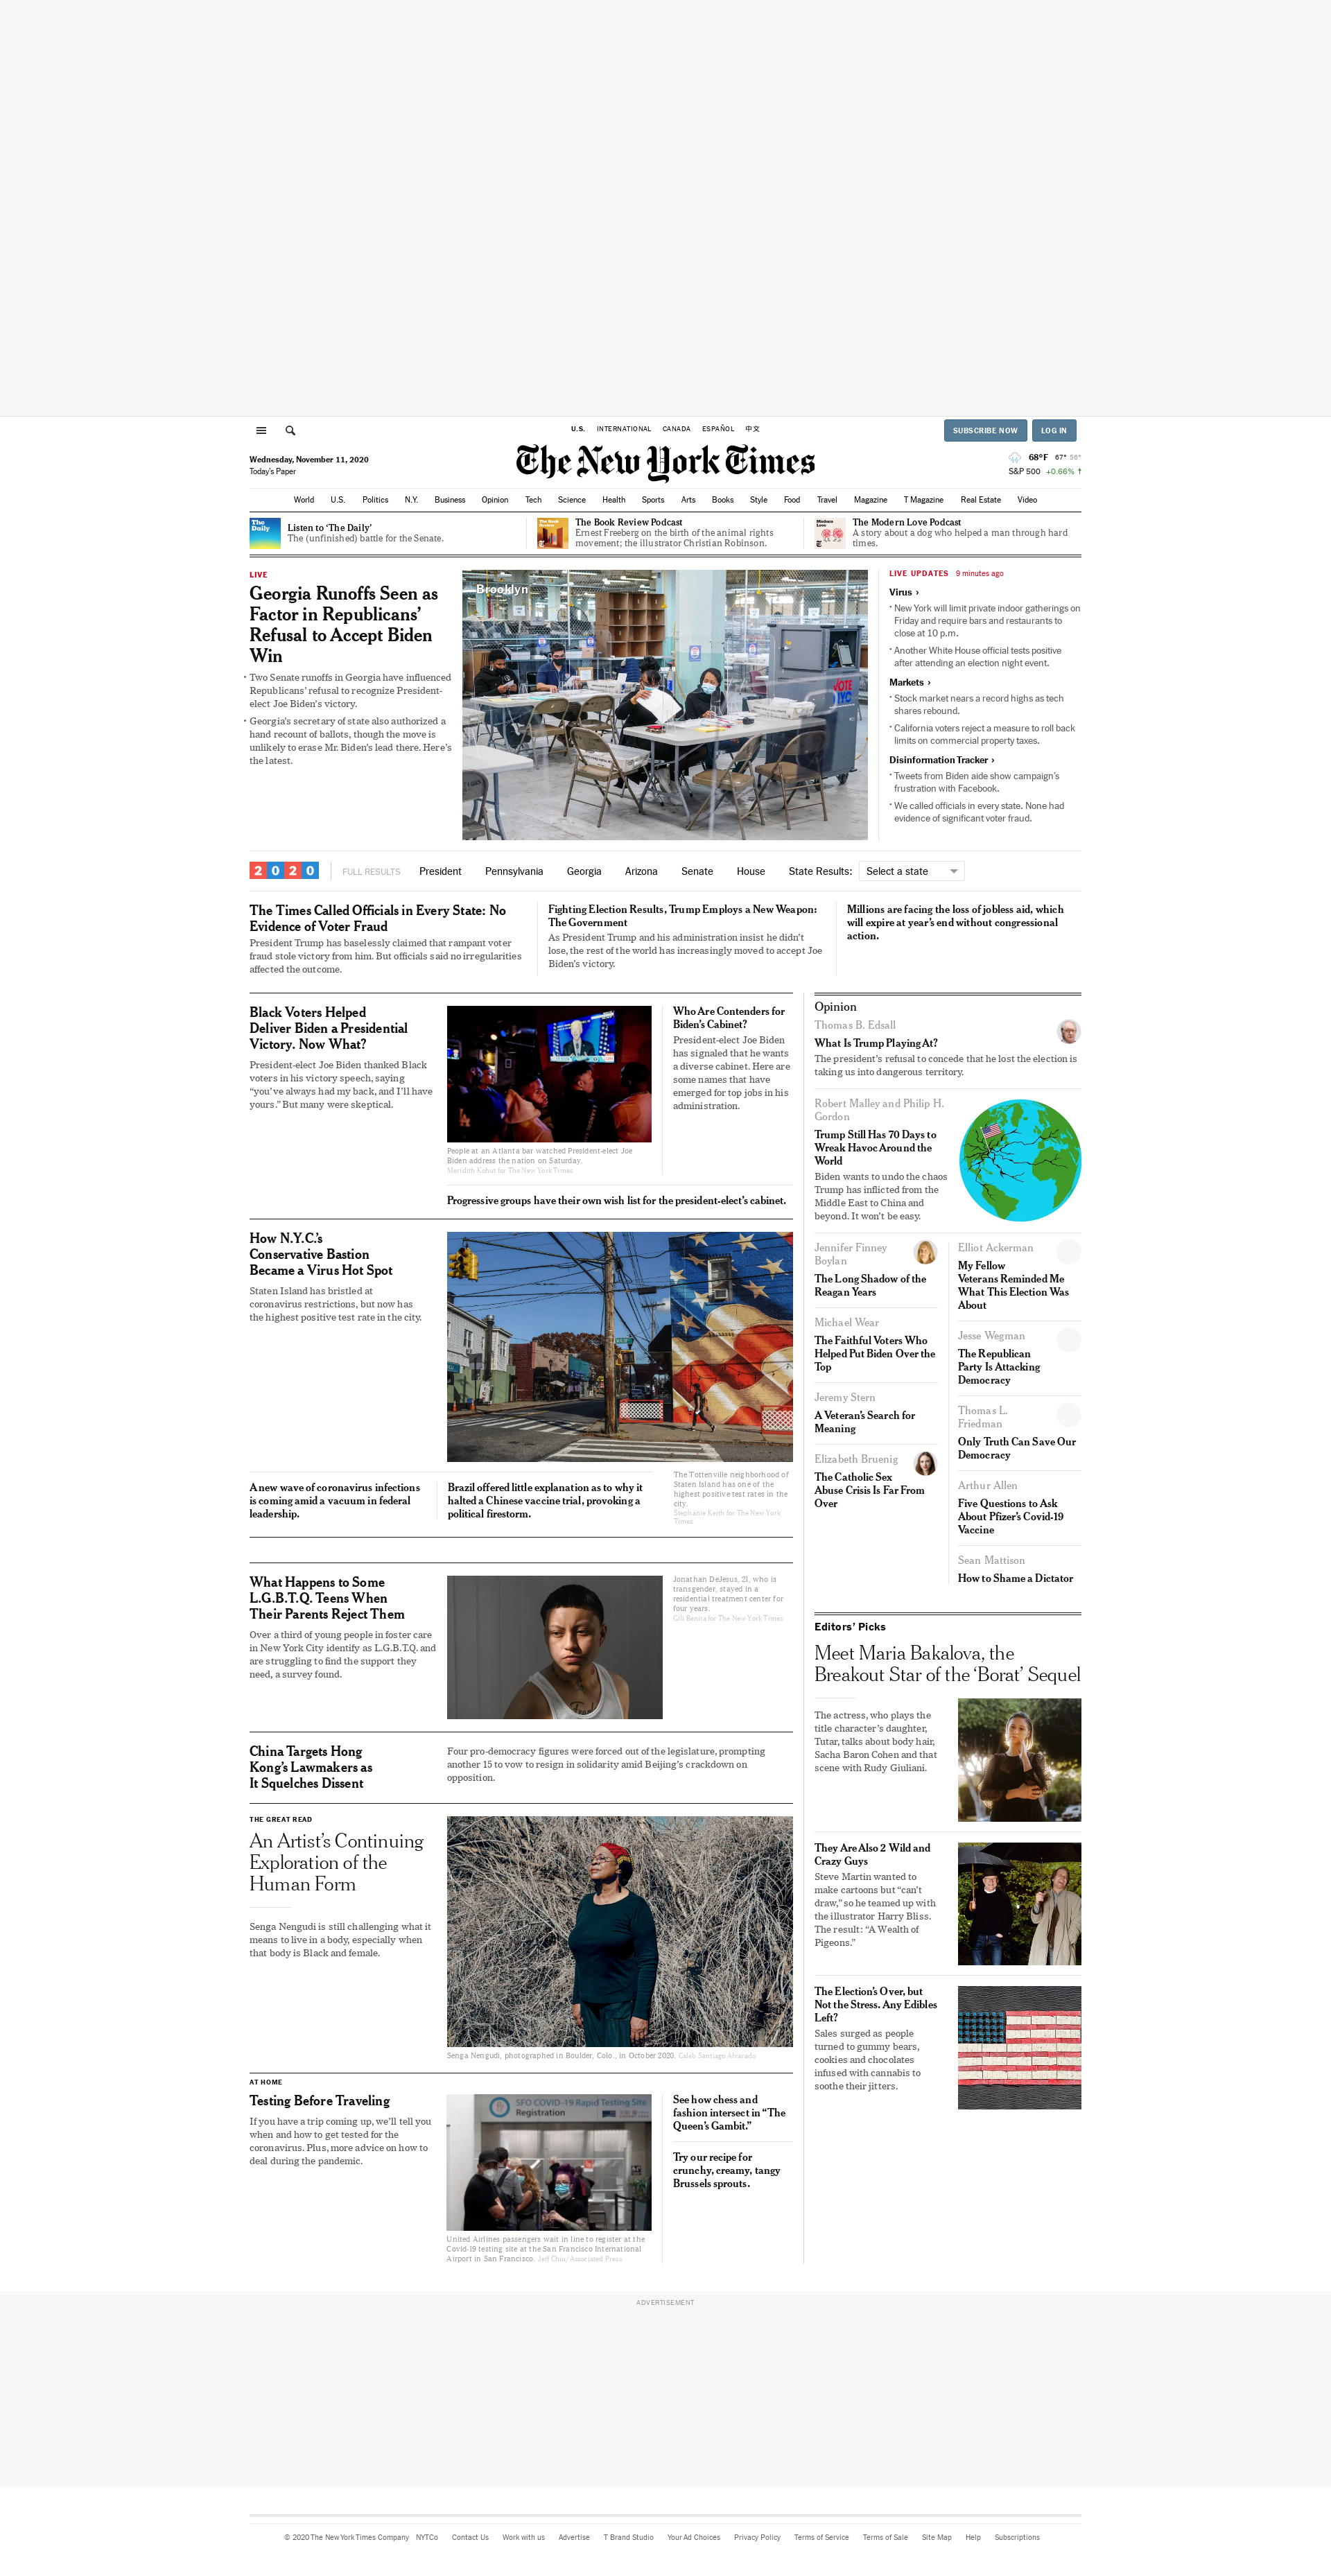 U.S. INTERNATIONAL CANADA ESPAÑOL 中文
SUBSCRIBE NOW LOG IN
Wednesday, November 11, 2020
Today's Paper
The New York Times
68°F 67° 56°
S&P 500 +0.66% ↑
World U.S. Politics N.Y. Business Opinion Tech Science Health Sports Arts Books Style Food Travel Magazine T Magazine Real Estate Video
The
Daily
Listen to ‘The Daily’
The (unfinished) battle for the Senate.
The Book Review Podcast
Ernest Freeberg on the birth of the animal rights
movement; the illustrator Christian Robinson.
Modern
Love
The Modern Love Podcast
A story about a dog who helped a man through hard
times.
LIVE
Georgia Runoffs Seen as
Factor in Republicans’
Refusal to Accept Biden
Win
• Two Senate runoffs in Georgia have influenced
Republicans’ refusal to recognize President-
elect Joe Biden’s victory.
• Georgia’s secretary of state also authorized a
hand recount of ballots, though the move is
unlikely to erase Mr. Biden’s lead there. Here’s
the latest.
Brooklyn
VOTE
NYC
LIVE UPDATES 9 minutes ago
Virus ›
• New York will limit private indoor gatherings on
Friday and require bars and restaurants to
close at 10 p.m.
• Another White House official tests positive
after attending an election night event.
Markets ›
• Stock market nears a record highs as tech
shares rebound.
• California voters reject a measure to roll back
limits on commercial property taxes.
Disinformation Tracker ›
• Tweets from Biden aide show campaign’s
frustration with Facebook.
• We called officials in every state. None had
evidence of significant voter fraud.
2020 FULL RESULTS President Pennsylvania Georgia Arizona Senate House State Results: Select a state
The Times Called Officials in Every State: No
Evidence of Voter Fraud
President Trump has baselessly claimed that rampant voter
fraud stole victory from him. But officials said no irregularities
affected the outcome.
Fighting Election Results, Trump Employs a New Weapon:
The Government
As President Trump and his administration insist he didn’t
lose, the rest of the world has increasingly moved to accept Joe
Biden’s victory.
Millions are facing the loss of jobless aid, which
will expire at year’s end without congressional
action.
Black Voters Helped
Deliver Biden a Presidential
Victory. Now What?
President-elect Joe Biden thanked Black
voters in his victory speech, saying
“you’ve always had my back, and I’ll have
yours.” But many were skeptical.
People at an Atlanta bar watched President-elect Joe
Biden address the nation on Saturday.
Meridith Kohut for The New York Times
Who Are Contenders for
Biden’s Cabinet?
President-elect Joe Biden
has signaled that he wants
a diverse cabinet. Here are
some names that have
emerged for top jobs in his
administration.
Progressive groups have their own wish list for the president-elect’s cabinet.
How N.Y.C.’s
Conservative Bastion
Became a Virus Hot Spot
Staten Island has bristled at
coronavirus restrictions, but now has
the highest positive test rate in the city.
A new wave of coronavirus infections
is coming amid a vacuum in federal
leadership.
Brazil offered little explanation as to why it
halted a Chinese vaccine trial, provoking a
political firestorm.
The Tottenville neighborhood of
Staten Island has one of the
highest positive test rates in the
city.
Stephanie Keith for The New York
Times
What Happens to Some
L.G.B.T.Q. Teens When
Their Parents Reject Them
Over a third of young people in foster care
in New York City identify as L.G.B.T.Q. and
are struggling to find the support they
need, a survey found.
Jonathan DeJesus, 21, who is
transgender, stayed in a
residential treatment center for
four years.
Gili Benita for The New York Times
China Targets Hong
Kong’s Lawmakers as
It Squelches Dissent
Four pro-democracy figures were forced out of the legislature, prompting
another 15 to vow to resign in solidarity amid Beijing’s crackdown on
opposition.
THE GREAT READ
An Artist’s Continuing
Exploration of the
Human Form
Senga Nengudi is still challenging what it
means to live in a body, especially when
that body is Black and female.
Senga Nengudi, photographed in Boulder, Colo., in October 2020. Caleb Santiago Alvarado
AT HOME
Testing Before Traveling
If you have a trip coming up, we’ll tell you
when and how to get tested for the
coronavirus. Plus, more advice on how to
deal during the pandemic.
SFO COVID-19 Rapid Testing Site
Registration
United Airlines passengers wait in line to register at the
Covid-19 testing site at the San Francisco International
Airport in San Francisco. Jeff Chiu/Associated Press
See how chess and
fashion intersect in “The
Queen’s Gambit.”
Try our recipe for
crunchy, creamy, tangy
Brussels sprouts.
Opinion
Thomas B. Edsall
What Is Trump Playing At?
The president’s refusal to concede that he lost the election is
taking us into dangerous territory.
Robert Malley and Philip H.
Gordon
Trump Still Has 70 Days to
Wreak Havoc Around the
World
Biden wants to undo the chaos
Trump has inflicted from the
Middle East to China and
beyond. It won’t be easy.
Jennifer Finney
Boylan
The Long Shadow of the
Reagan Years
Michael Wear
The Faithful Voters Who
Helped Put Biden Over the
Top
Jeremy Stern
A Veteran’s Search for
Meaning
Elizabeth Bruenig
The Catholic Sex
Abuse Crisis Is Far From
Over
Elliot Ackerman
My Fellow
Veterans Reminded Me
What This Election Was
About
Jesse Wegman
The Republican
Party Is Attacking
Democracy
Thomas L.
Friedman
Only Truth Can Save Our
Democracy
Arthur Allen
Five Questions to Ask
About Pfizer’s Covid-19
Vaccine
Sean Mattison
How to Shame a Dictator
Editors’ Picks
Meet Maria Bakalova, the
Breakout Star of the ‘Borat’ Sequel
The actress, who plays the
title character’s daughter,
Tutar, talks about body hair,
Sacha Baron Cohen and that
scene with Rudy Giuliani.
They Are Also 2 Wild and
Crazy Guys
Steve Martin wanted to
make cartoons but “can’t
draw,” so he teamed up with
the illustrator Harry Bliss.
The result: “A Wealth of
Pigeons.”
The Election’s Over, but
Not the Stress. Any Edibles
Left?
Sales surged as people
turned to gummy bears,
cookies and chocolates
infused with cannabis to
soothe their jitters.
ADVERTISEMENT
© 2020 The New York Times Company NYTCo Contact Us Work with us Advertise T Brand Studio Your Ad Choices Privacy Policy Terms of Service Terms of Sale Site Map Help Subscriptions